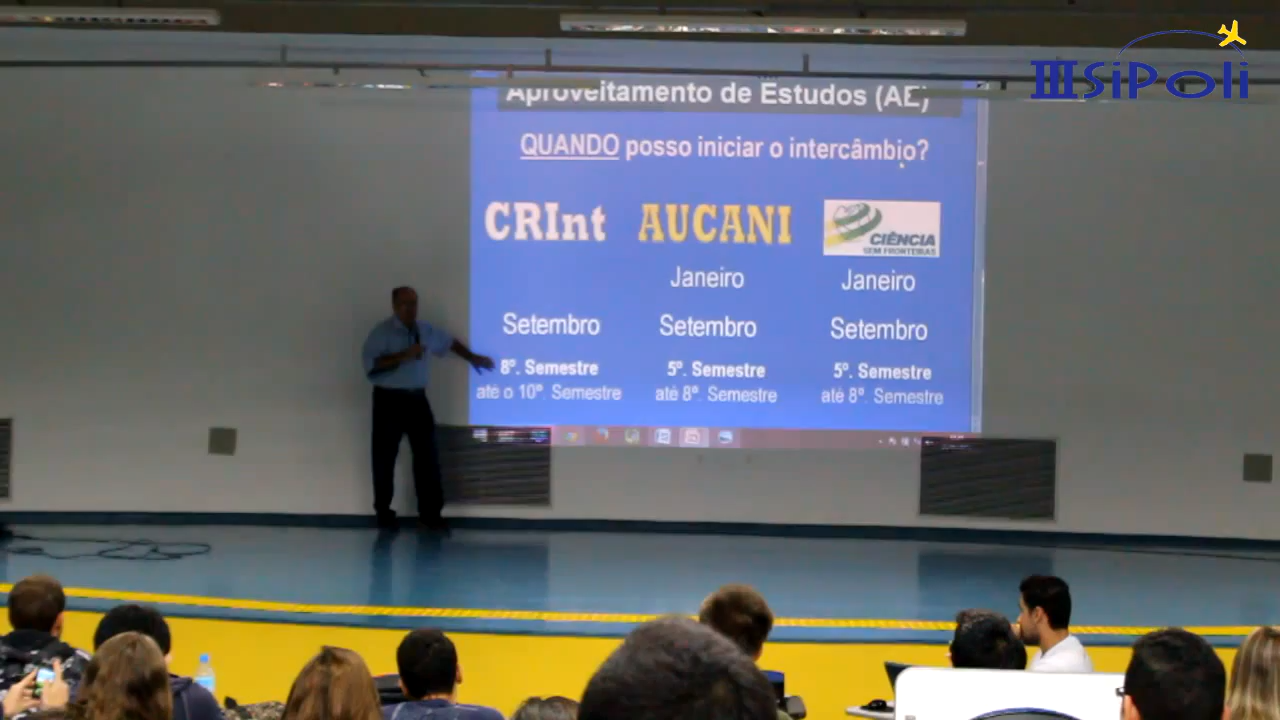 IIISiPoli
Aproveitamento de Estudos (AE)
QUANDO posso iniciar o intercâmbio?
CRInt AUCANI CIÊNCIA
SEM FRONTEIRAS
Janeiro Janeiro
Setembro Setembro Setembro
8º. Semestre 5º. Semestre 5º. Semestre
até o 10º. Semestre até 8º. Semestre até 8º. Semestre